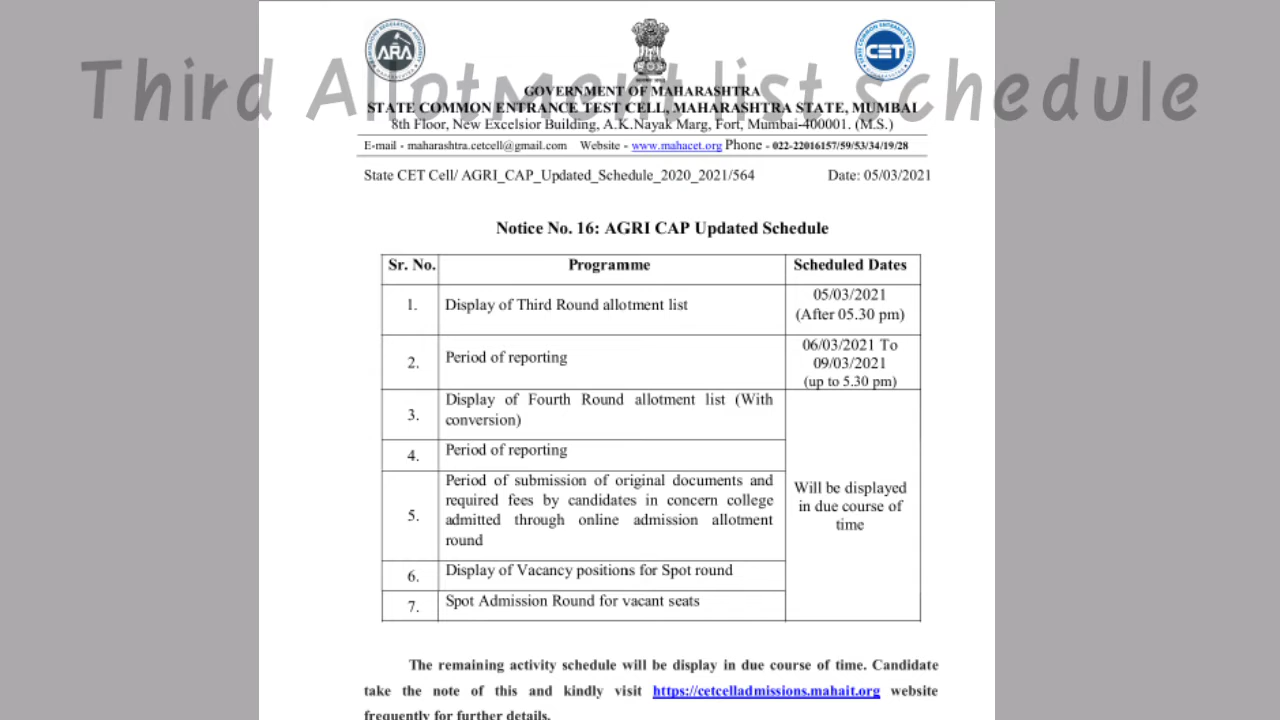 Third Allotment list schedule
ARA
CET
GOVERNMENT OF MAHARASHTRA
STATE COMMON ENTRANCE TEST CELL, MAHARASHTRA STATE, MUMBAI
8th Floor, New Excelsior Building, A.K.Nayak Marg, Fort, Mumbai-400001. (M.S.)
E-mail - maharashtra.cetcell@gmail.com Website - www.mahacet.org Phone - 022-22016157/59/53/34/19/28
State CET Cell/ AGRI_CAP_Updated_Schedule_2020_2021/564 Date: 05/03/2021
Notice No. 16: AGRI CAP Updated Schedule
Sr. No. Programme Scheduled Dates
1. Display of Third Round allotment list 05/03/2021
(After 05.30 pm)
2. Period of reporting 06/03/2021 To
09/03/2021
(up to 5.30 pm)
3. Display of Fourth Round allotment list (With
conversion)
4. Period of reporting
5. Period of submission of original documents and
required fees by candidates in concern college
admitted through online admission allotment
round
Will be displayed
in due course of
time
6. Display of Vacancy positions for Spot round
7. Spot Admission Round for vacant seats
The remaining activity schedule will be display in due course of time. Candidate
take the note of this and kindly visit https://cetcelladmissions.mahait.org website
frequently for further details.